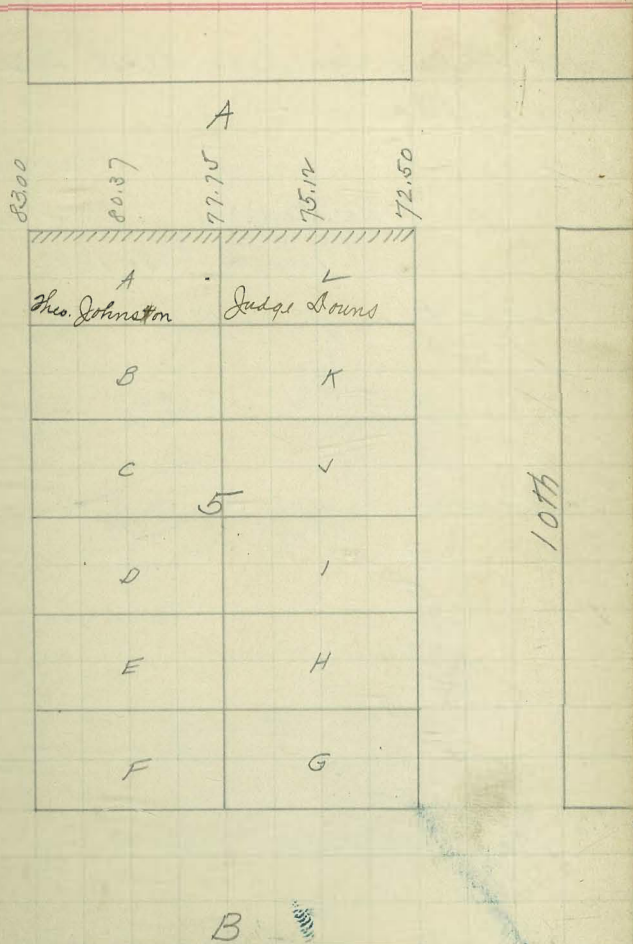 A
83.00 80.37 77.75 75.12 72.50
A L
Theo. Johnston Judge Downs
B K
C J
5
10th
D I
E H
F G
B